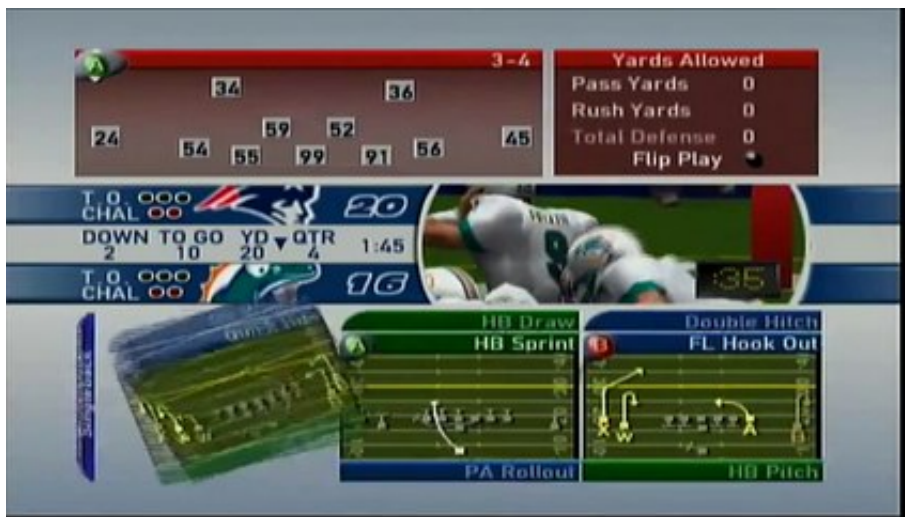 A
3-4
34
36
24
59
52
45
54
55
99
91
56
Yards Allowed
Pass Yards 0
Rush Yards 0
Total Defense 0
Flip Play
T. O.
CHAL
20
DOWN TO GO YD QTR
2 10 20 4 1:45
T. O.
CHAL
16
:35
Singleback
HB Draw
A
HB Sprint
PA Rollout
Double Hitch
B
FL Hook Out
X
W
A
HB Pitch